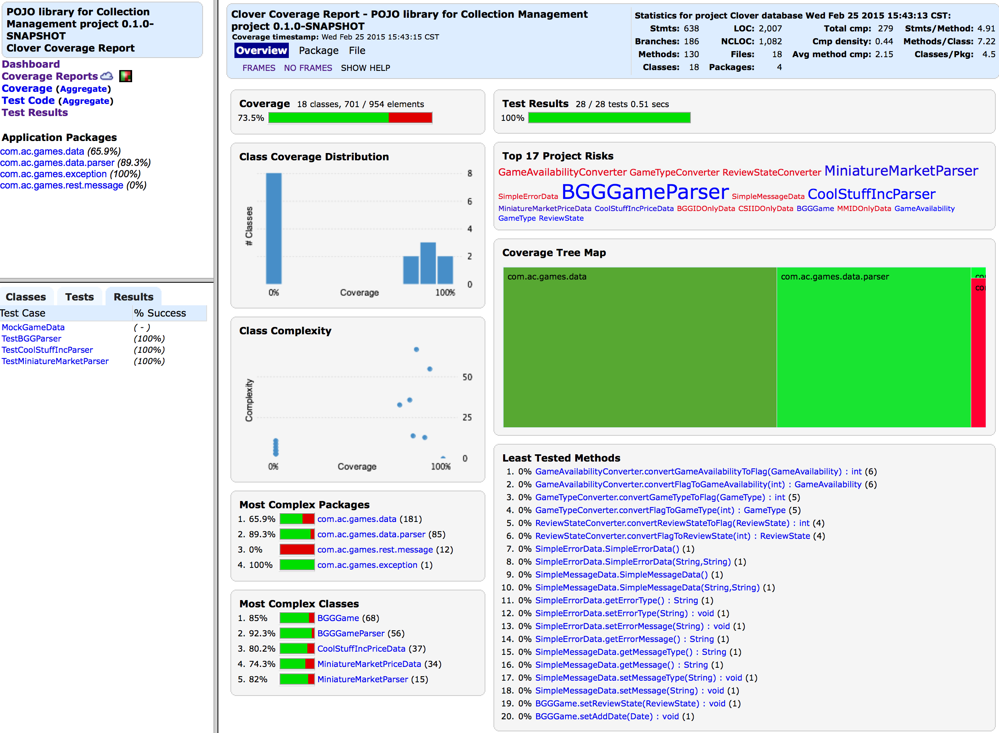 POJO library for Collection
Management project 0.1.0-
SNAPSHOT
Clover Coverage Report
Dashboard
Coverage Reports
Coverage (Aggregate)
Test Code (Aggregate)
Test Results
Application Packages
com.ac.games.data (65.9%)
com.ac.games.data.parser (89.3%)
com.ac.games.exception (100%)
com.ac.games.rest.message (0%)
Classes Tests Results
Test Case % Success
MockGameData ( - )
TestBGGParser (100%)
TestCoolStuffIncParser (100%)
TestMiniatureMarketParser (100%)
Clover Coverage Report - POJO library for Collection Management
project 0.1.0-SNAPSHOT
Coverage timestamp: Wed Feb 25 2015 15:43:15 CST
Overview Package File
FRAMES NO FRAMES SHOW HELP
Statistics for project Clover database Wed Feb 25 2015 15:43:13 CST:
Stmts: 638 LOC: 2,007 Total cmp: 279 Stmts/Method: 4.91
Branches: 186 NCLOC: 1,082 Cmp density: 0.44 Methods/Class: 7.22
Methods: 130 Files: 18 Avg method cmp: 2.15 Classes/Pkg: 4.5
Classes: 18 Packages: 4
Coverage 18 classes, 701 / 954 elements
73.5%
Class Coverage Distribution
8
6
4
2
0
# Classes
0% Coverage 100%
Class Complexity
50
25
0
Complexity
0% Coverage 100%
Most Complex Packages
1. 65.9% com.ac.games.data (181)
2. 89.3% com.ac.games.data.parser (85)
3. 0% com.ac.games.rest.message (12)
4. 100% com.ac.games.exception (1)
Most Complex Classes
1. 85% BGGGame (68)
2. 92.3% BGGGameParser (56)
3. 80.2% CoolStuffIncPriceData (37)
4. 74.3% MiniatureMarketPriceData (34)
5. 82% MiniatureMarketParser (15)
Test Results 28 / 28 tests 0.51 secs
100%
Top 17 Project Risks
GameAvailabilityConverter GameTypeConverter ReviewStateConverter MiniatureMarketParser
SimpleErrorData BGGGameParser SimpleMessageData CoolStuffIncParser
MiniatureMarketPriceData CoolStuffIncPriceData BGGIDOnlyData CSIIDOnlyData BGGGame MMIDOnlyData GameAvailability
GameType ReviewState
Coverage Tree Map
com.ac.games.data com.ac.games.data.parser
Least Tested Methods
1. 0% GameAvailabilityConverter.convertGameAvailabilityToFlag(GameAvailability) : int (6)
2. 0% GameAvailabilityConverter.convertFlagToGameAvailability(int) : GameAvailability (6)
3. 0% GameTypeConverter.convertGameTypeToFlag(GameType) : int (5)
4. 0% GameTypeConverter.convertFlagToGameType(int) : GameType (5)
5. 0% ReviewStateConverter.convertReviewStateToFlag(ReviewState) : int (4)
6. 0% ReviewStateConverter.convertFlagToReviewState(int) : ReviewState (4)
7. 0% SimpleErrorData.SimpleErrorData() (1)
8. 0% SimpleErrorData.SimpleErrorData(String,String) (1)
9. 0% SimpleMessageData.SimpleMessageData() (1)
10. 0% SimpleMessageData.SimpleMessageData(String,String) (1)
11. 0% SimpleErrorData.getErrorType() : String (1)
12. 0% SimpleErrorData.setErrorType(String) : void (1)
13. 0% SimpleErrorData.setErrorMessage(String) : void (1)
14. 0% SimpleErrorData.getErrorMessage() : String (1)
15. 0% SimpleMessageData.getMessageType() : String (1)
16. 0% SimpleMessageData.getMessage() : String (1)
17. 0% SimpleMessageData.setMessageType(String) : void (1)
18. 0% SimpleMessageData.setMessage(String) : void (1)
19. 0% BGGGame.setReviewState(ReviewState) : void (1)
20. 0% BGGGame.setAddDate(Date) : void (1)